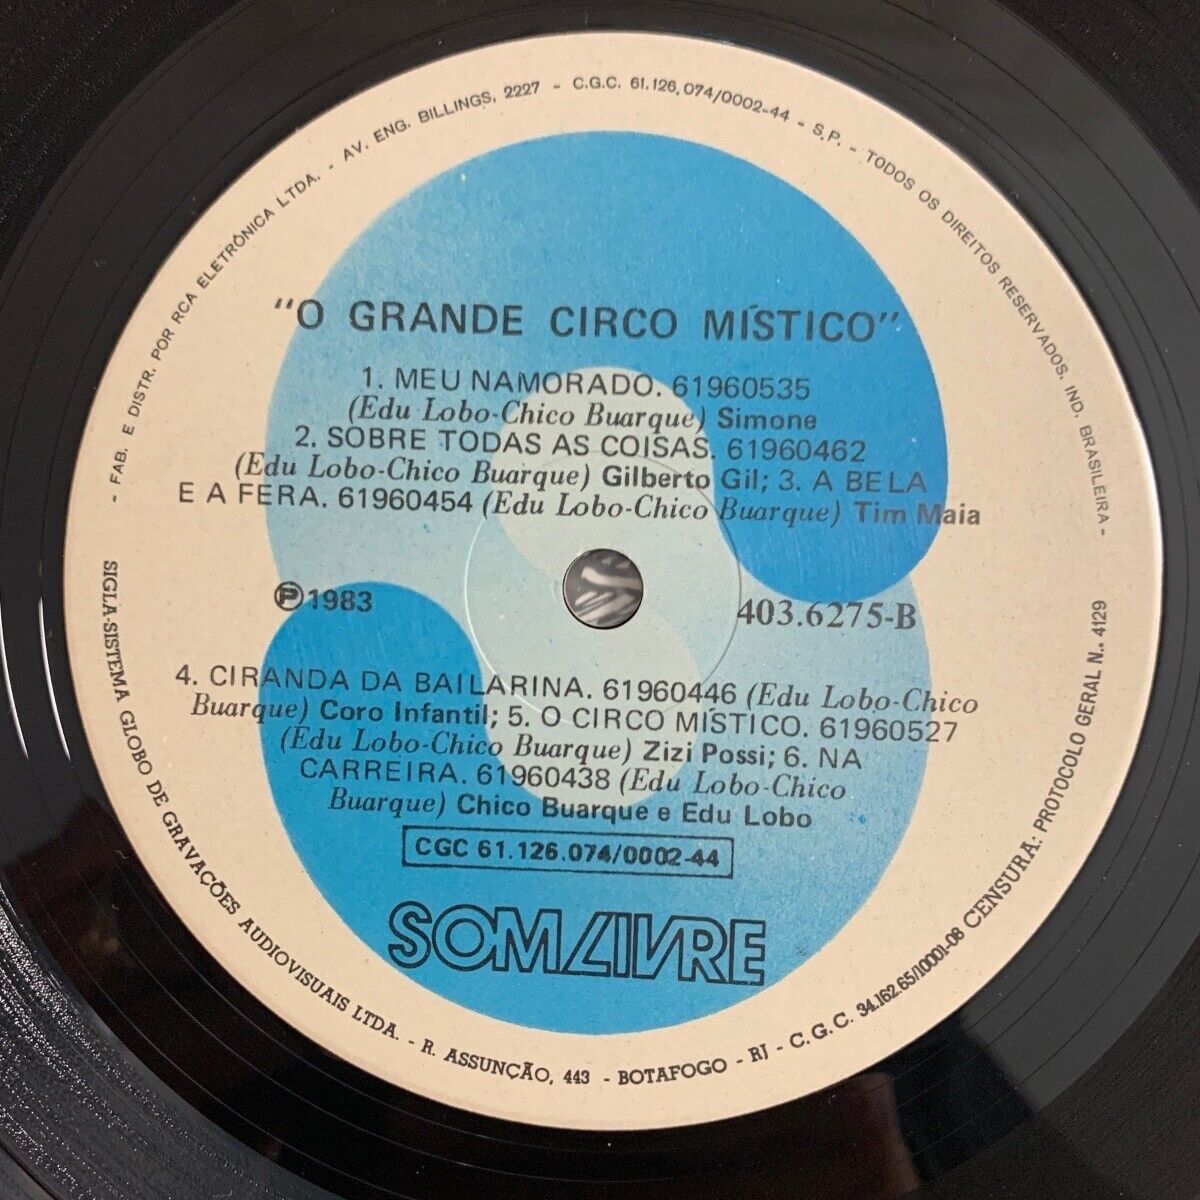 - FAB. E DISTR. POR RCA ELETRÔNICA LTDA. - AV. ENG. BILLINGS, 2227 - C.G.C. 61.126.074/0002-44 - S.P. - TODOS OS DIREITOS RESERVADOS. IND. BRASILEIRA -
"O GRANDE CIRCO MÍSTICO"
1. MEU NAMORADO. 61960535
(Edu Lobo-Chico Buarque) Simone
2. SOBRE TODAS AS COISAS. 61960462
(Edu Lobo-Chico Buarque) Gilberto Gil; 3. A BELA
E A FERA. 61960454 (Edu Lobo-Chico Buarque) Tim Maia
Ⓟ1983
403.6275-B
4. CIRANDA DA BAILARINA. 61960446 (Edu Lobo-Chico
Buarque) Coro Infantil; 5. O CIRCO MÍSTICO. 61960527
(Edu Lobo-Chico Buarque) Zizi Possi; 6. NA
CARREIRA. 61960438 (Edu Lobo-Chico
Buarque) Chico Buarque e Edu Lobo
CGC 61.126.074/0002-44
SOM LIVRE
SIGLA-SISTEMA GLOBO DE GRAVAÇÕES AUDIOVISUAIS LTDA. - R. ASSUNÇÃO, 443 - BOTAFOGO - RJ - C.G.C. 34.162.65/10001-08 CENSURA: PROTOCOLO GERAL N.. 4129